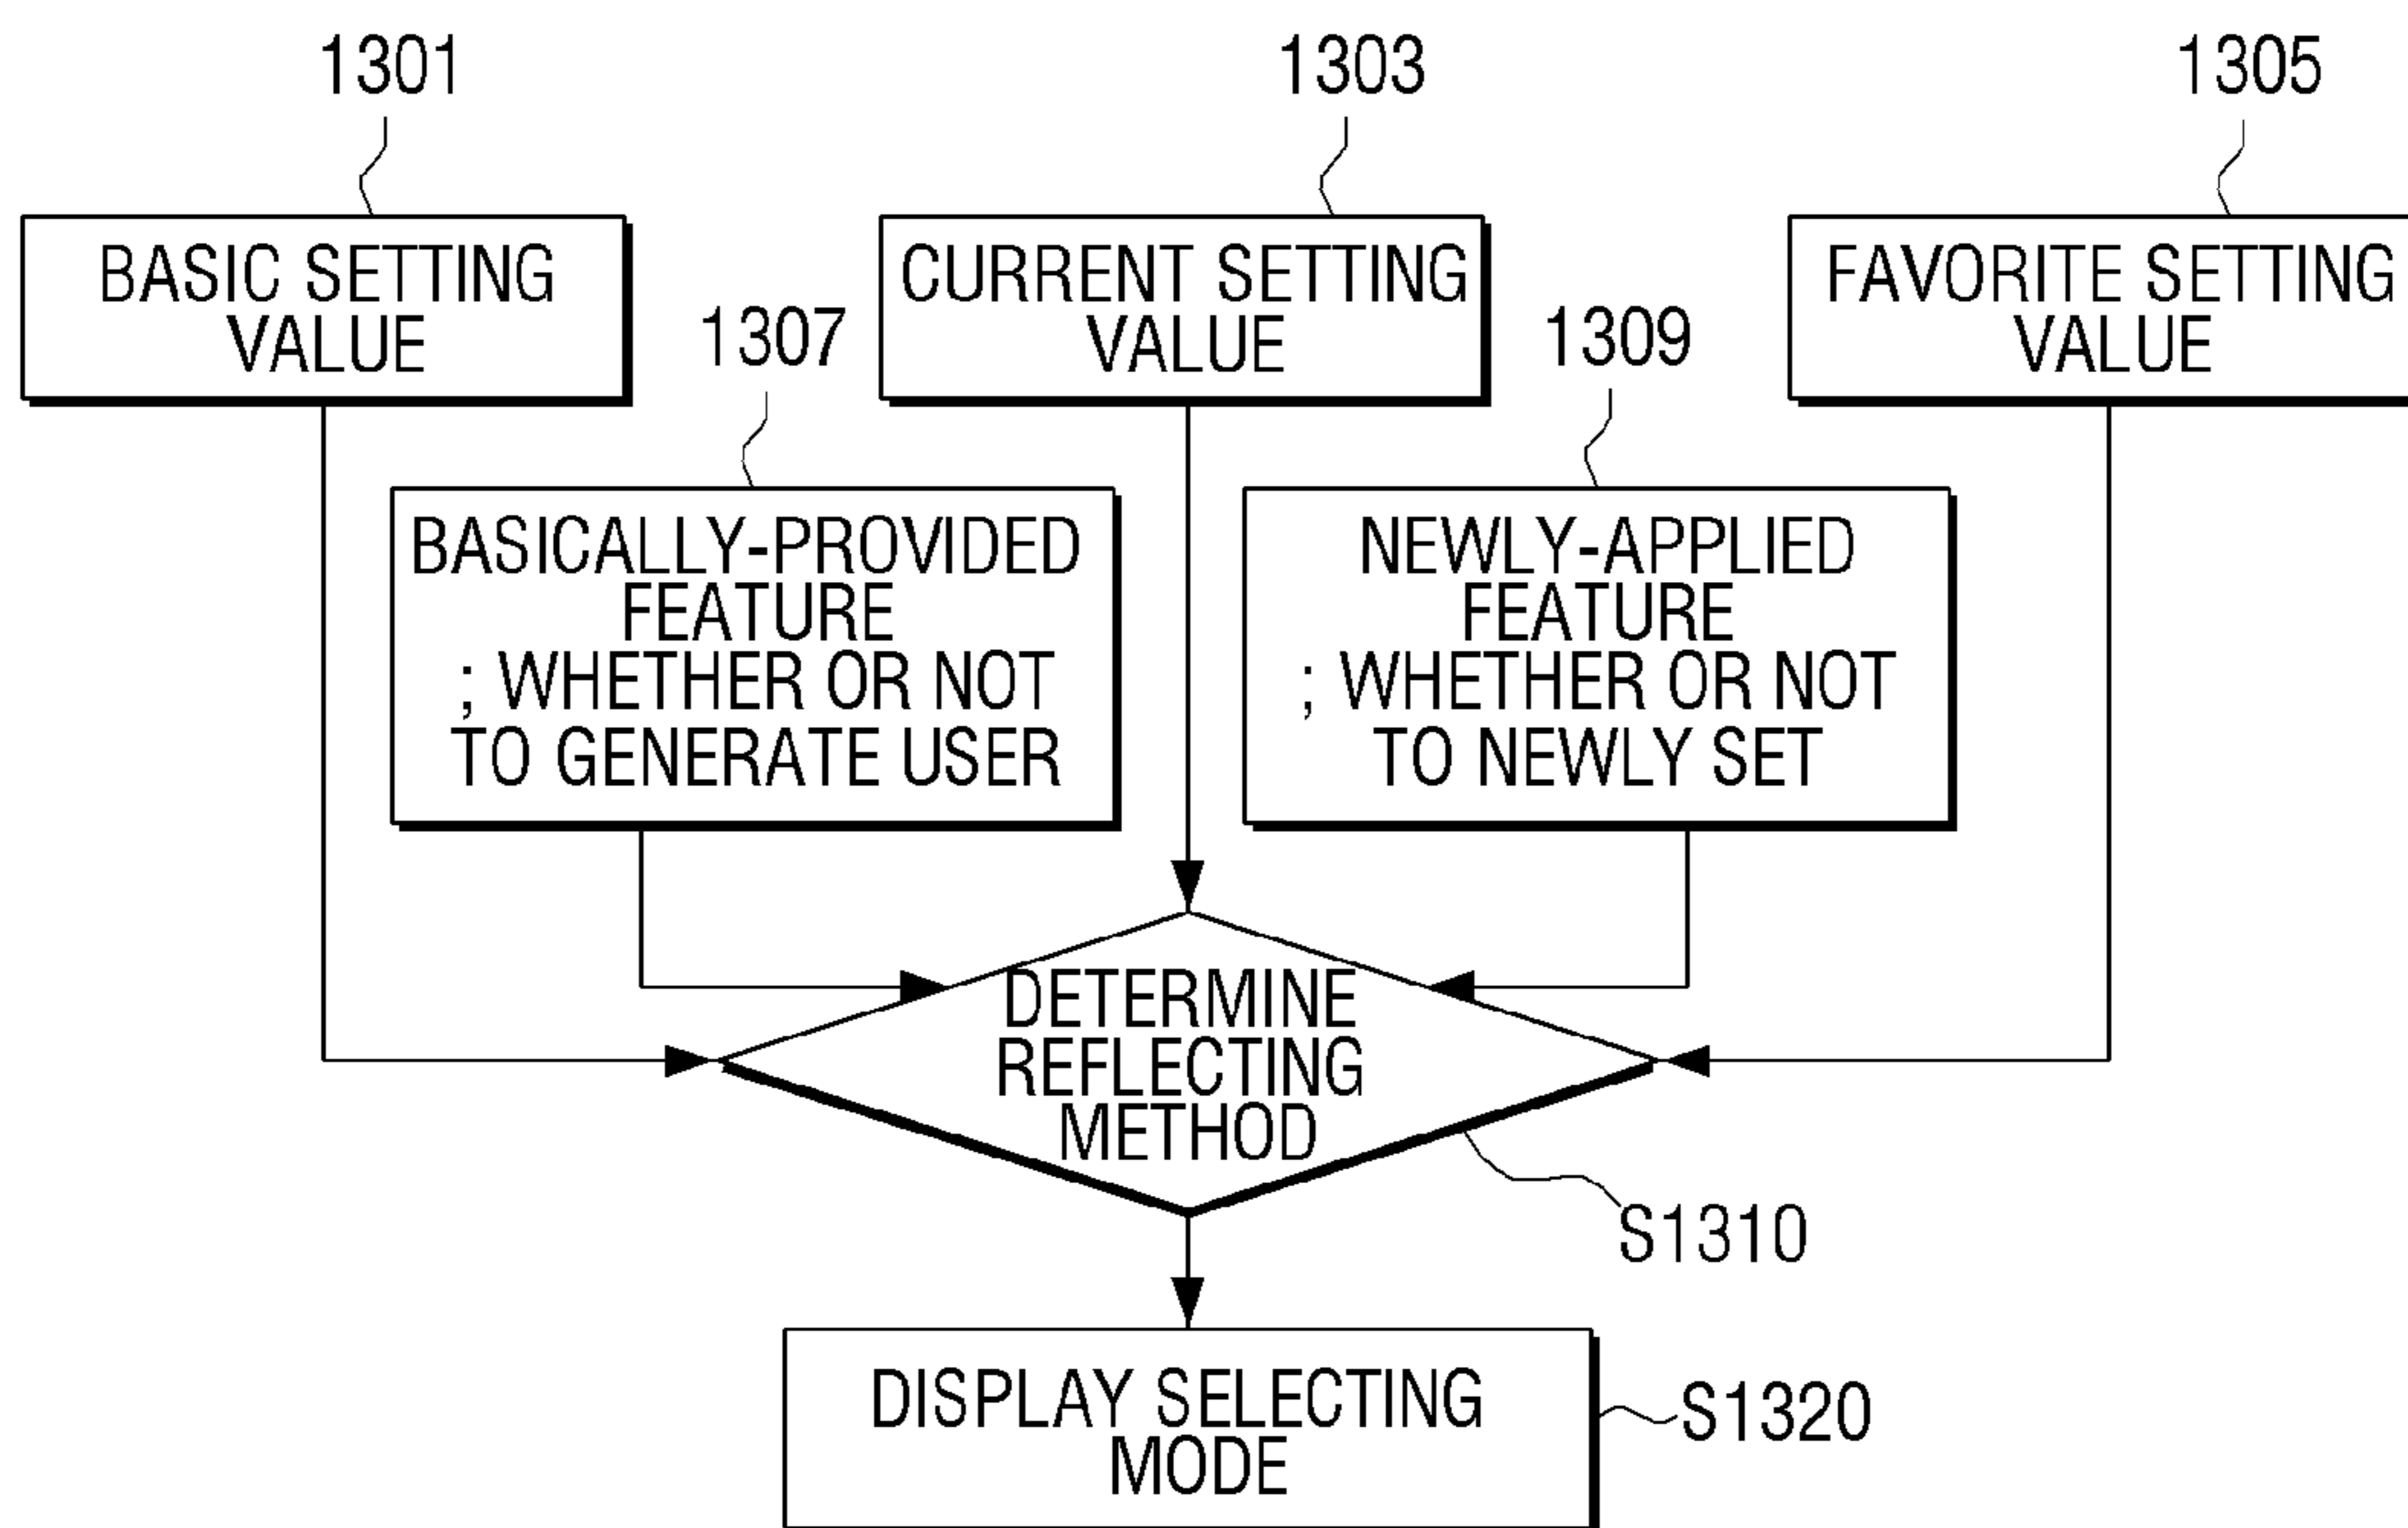 1301
1303
1305
BASIC SETTING
VALUE
CURRENT SETTING
VALUE
FAVORITE SETTING
VALUE
1307
1309
BASICALLY-PROVIDED
FEATURE
; WHETHER OR NOT
TO GENERATE USER
NEWLY-APPLIED
FEATURE
; WHETHER OR NOT
TO NEWLY SET
DETERMINE
REFLECTING
METHOD
S1310
DISPLAY SELECTING
MODE
S1320